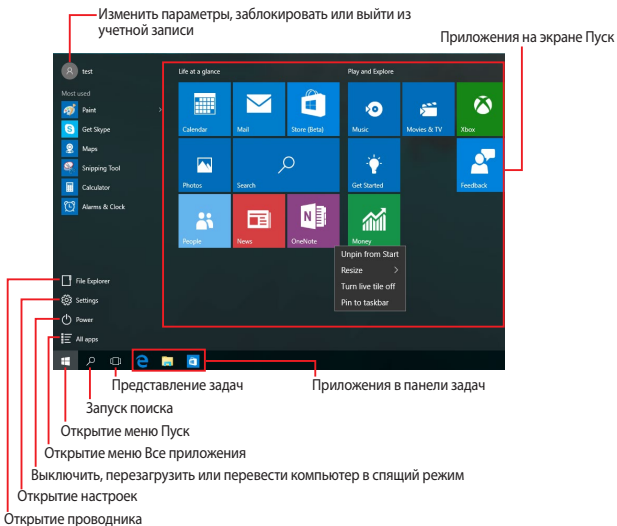 Изменить параметры, заблокировать или выйти из
учетной записи
Приложения на экране Пуск
test
Life at a glance
Play and Explore
Most used
Paint
Get Skype
Maps
Snipping Tool
Calculator
Alarms & Clock
Calendar
Mail
Store (Beta)
Music
Movies & TV
Xbox
Photos
Search
Get Started
Feedback
People
News
OneNote
Money
Unpin from Start
Resize
Turn live tile off
Pin to taskbar
File Explorer
Settings
Power
All apps
Представление задач
Приложения в панели задач
Запуск поиска
Открытие меню Пуск
Открытие меню Все приложения
Выключить, перезагрузить или перевести компьютер в спящий режим
Открытие настроек
Открытие проводника